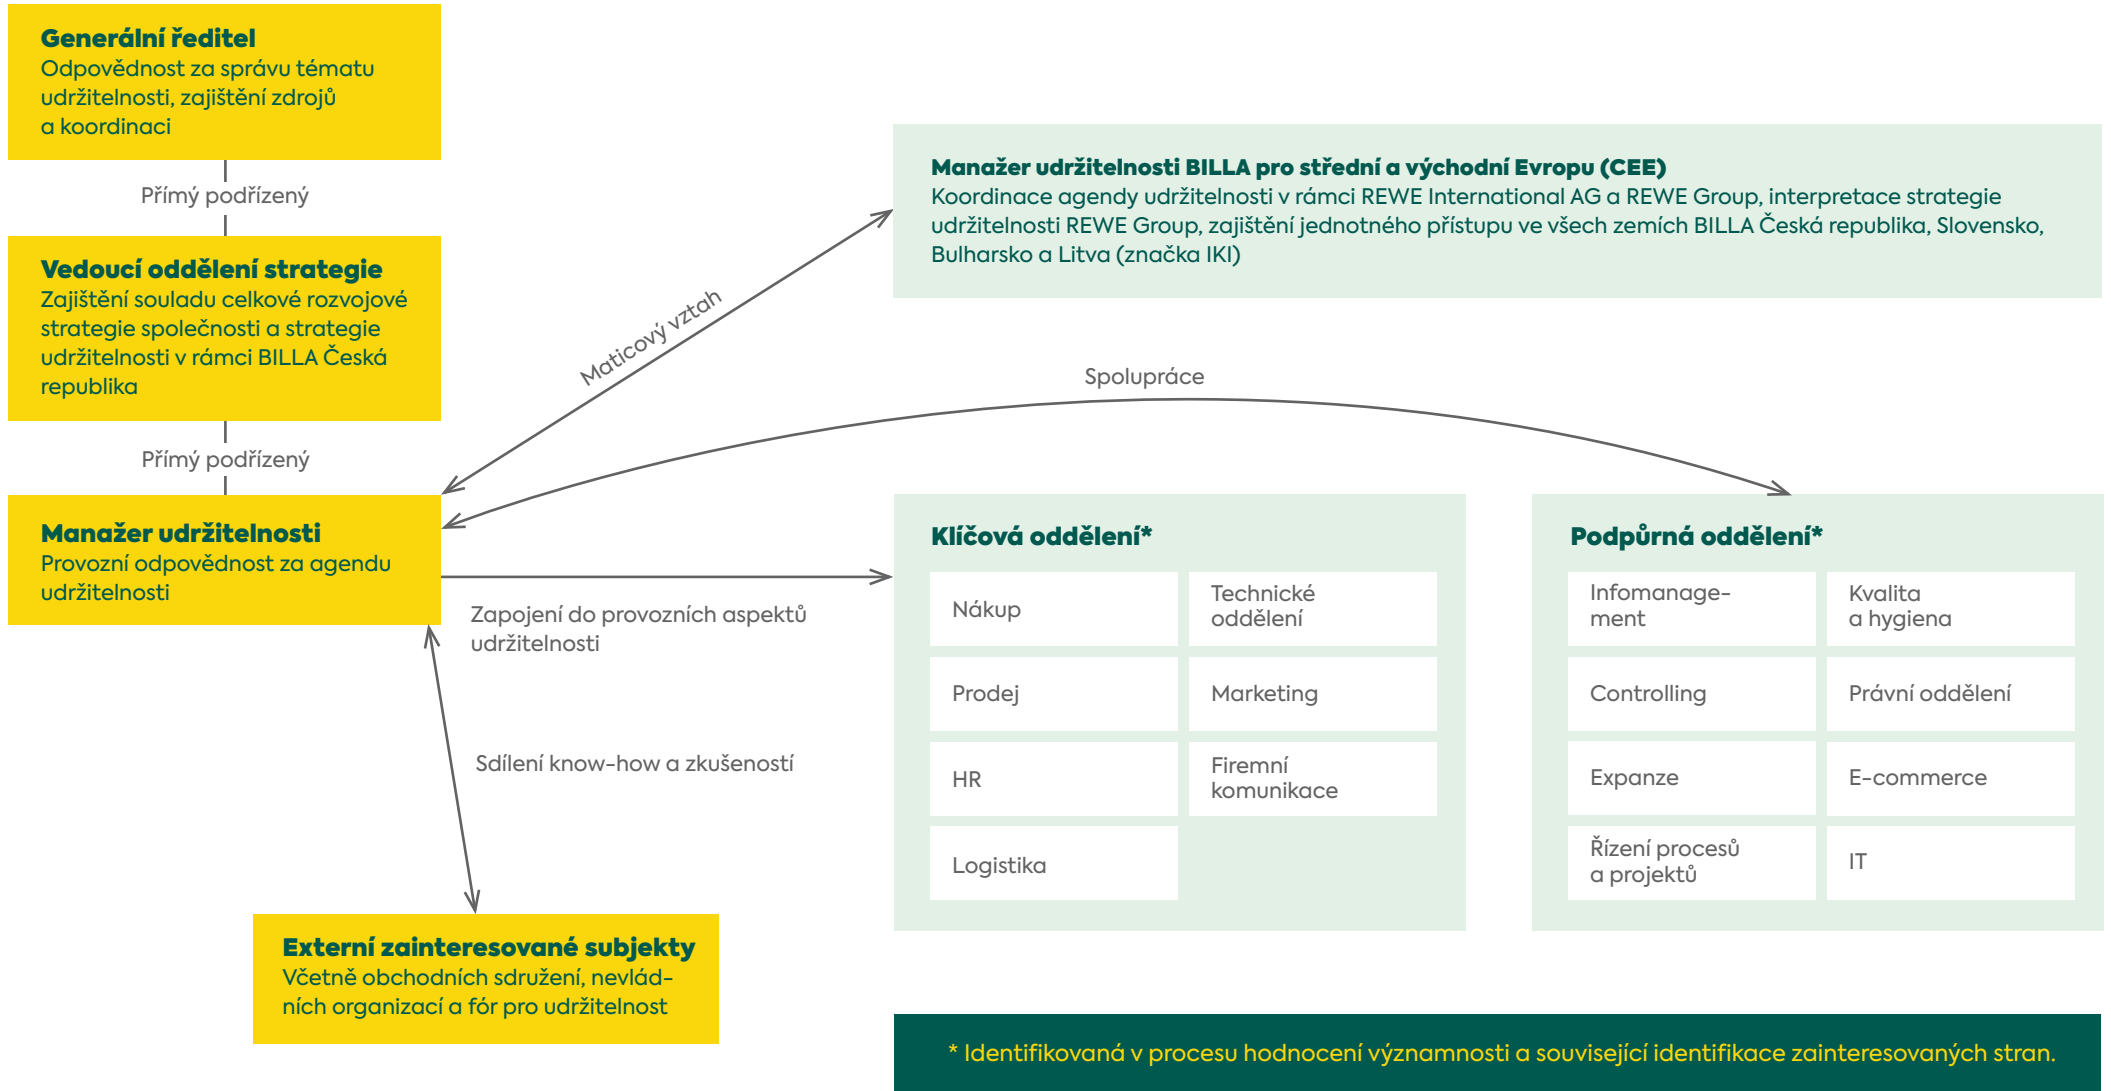 Generální ředitel
Odpovědnost za správu tématu
udržitelnosti, zajištění zdrojů
a koordinaci
Přímý podřízený
Vedoucí oddělení strategie
Zajištění souladu celkové rozvojové
strategie společnosti a strategie
udržitelnosti v rámci BILLA Česká
republika
Přímý podřízený
Manažer udržitelnosti
Provozní odpovědnost za agendu
udržitelnosti
Maticový vztah
Manažer udržitelnosti BILLA pro střední a východní Evropu (CEE)
Koordinace agendy udržitelnosti v rámci REWE International AG a REWE Group, interpretace strategie
udržitelnosti REWE Group, zajištění jednotného přístupu ve všech zemích BILLA Česká republika, Slovensko,
Bulharsko a Litva (značka IKI)
Spolupráce
Zapojení do provozních aspektů
udržitelnosti
Sdílení know-how a zkušeností
Externí zainteresované subjekty
Včetně obchodních sdružení, nevlád-
ních organizací a fór pro udržitelnost
Klíčová oddělení*
Nákup
Technické
oddělení
Prodej
Marketing
HR
Firemní
komunikace
Logistika
Podpůrná oddělení*
Infomanage-
ment
Kvalita
a hygiena
Controlling
Právní oddělení
Expanze
E-commerce
Řízení procesů
a projektů
IT
* Identifikovaná v procesu hodnocení významnosti a související identifikace zainteresovaných stran.